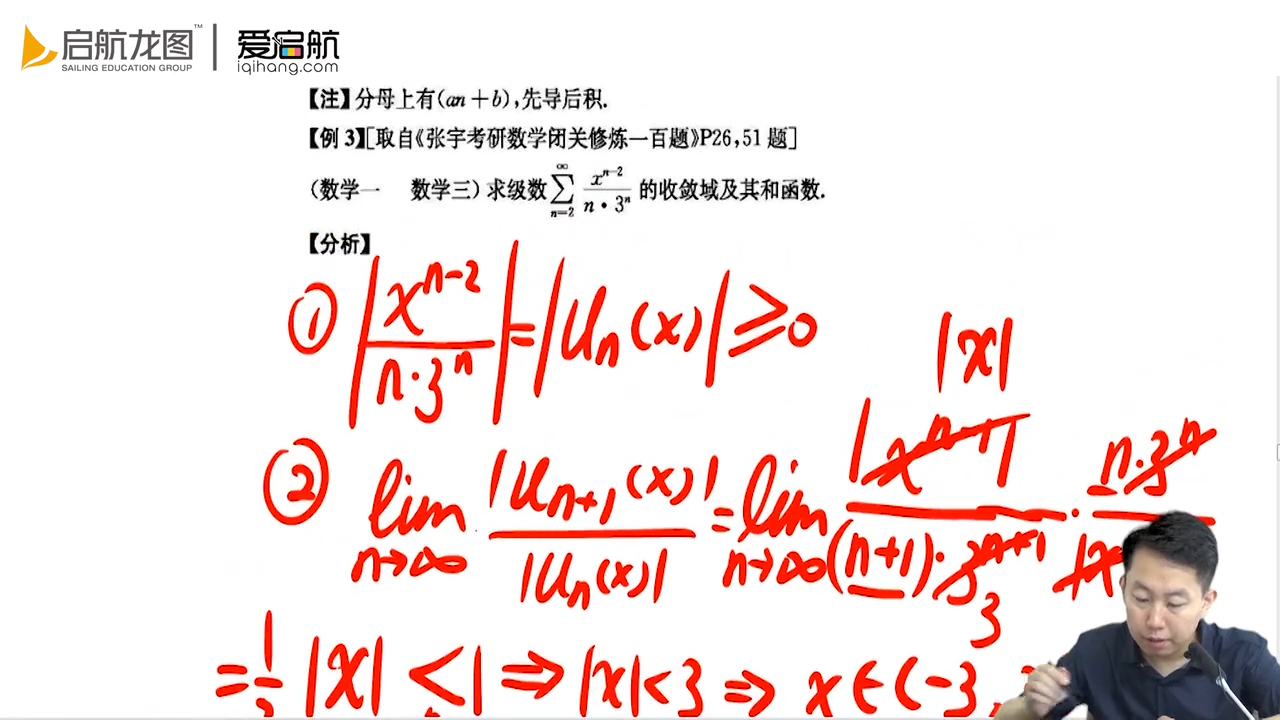 启航龙图™ | 爱启航
SAILING EDUCATION GROUP iqihang.com
【注】分母上有(an+b),先导后积.
【例 3】[取自《张宇考研数学闭关修炼一百题》P26,51 题]
(数学一 数学三) 求级数∑_{n=2}^{∞} x^{n-2}/(n·3^n) 的收敛域及其和函数.
【分析】
① |x^{n-2}/(n·3^n)| = |u_n(x)| ≥ 0
|x|
② lim_{n→∞} |u_{n+1}(x)|/|u_n(x)| = lim_{n→∞} |x^{n+1}|/((n+1)·3^{n+1}) · n·3^n/|x
3
= 1/3 |x| < 1 ⇒ |x|<3 ⇒ x∈(-3,